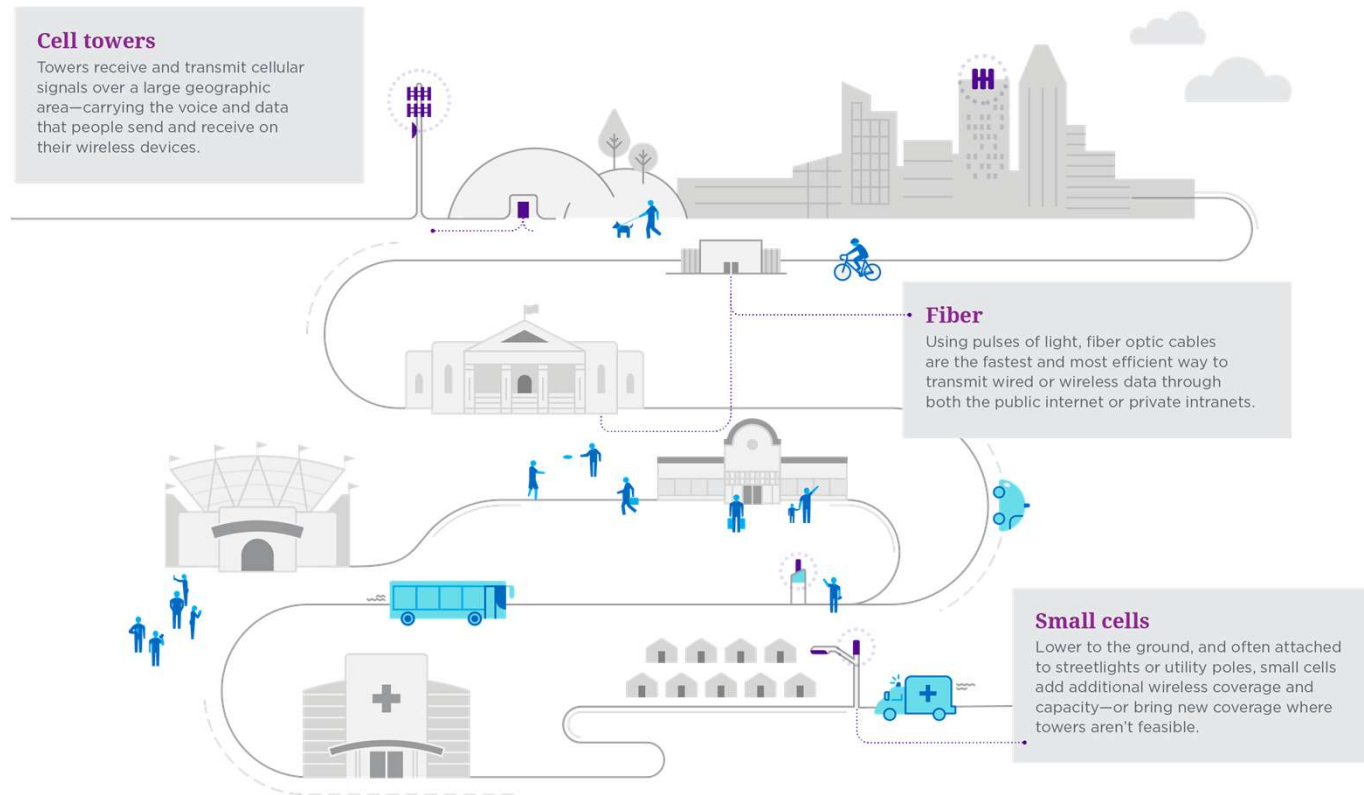 Cell towers
Towers receive and transmit cellular
signals over a large geographic
area—carrying the voice and data
that people send and receive on
their wireless devices.
Fiber
Using pulses of light, fiber optic cables
are the fastest and most efficient way to
transmit wired or wireless data through
both the public internet or private intranets.
Small cells
Lower to the ground, and often attached
to streetlights or utility poles, small cells
add additional wireless coverage and
capacity—or bring new coverage where
towers aren’t feasible.